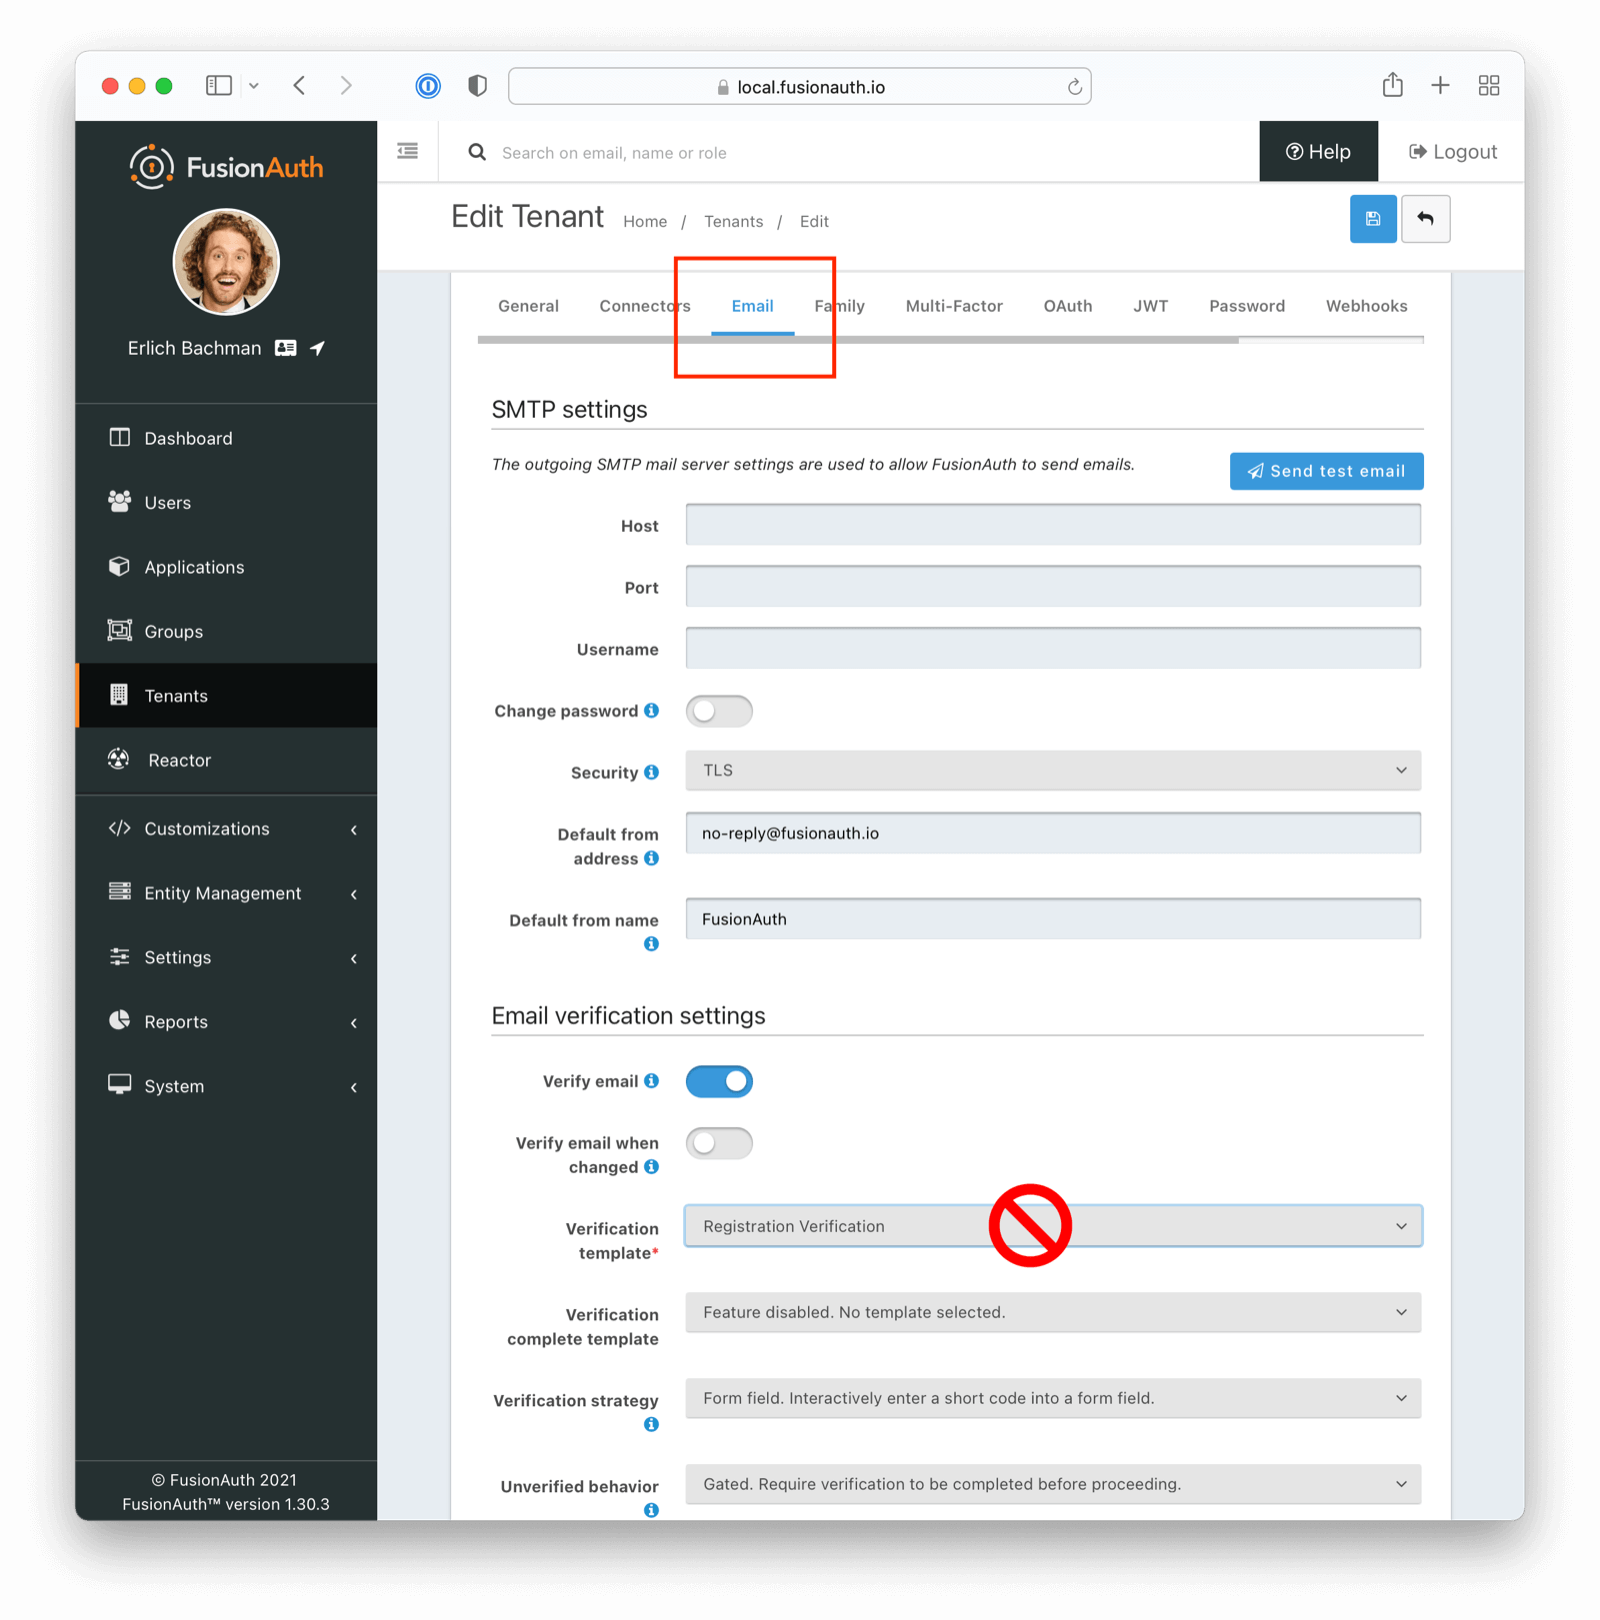 local.fusionauth.io
FusionAuth
Search on email, name or role
Help
Logout
Edit Tenant
Home / Tenants / Edit
Erlich Bachman
General
Connectors
Email
Family
Multi-Factor
OAuth
JWT
Password
Webhooks
Dashboard
Users
Applications
Groups
Tenants
Reactor
Customizations
Entity Management
Settings
Reports
System
© FusionAuth 2021
FusionAuth™ version 1.30.3
SMTP settings
The outgoing SMTP mail server settings are used to allow FusionAuth to send emails.
Send test email
Host
Port
Username
Change password
Security
TLS
Default from
address
no-reply@fusionauth.io
Default from name
FusionAuth
Email verification settings
Verify email
Verify email when
changed
Verification
template*
Registration Verification
Verification
complete template
Feature disabled. No template selected.
Verification strategy
Form field. Interactively enter a short code into a form field.
Unverified behavior
Gated. Require verification to be completed before proceeding.